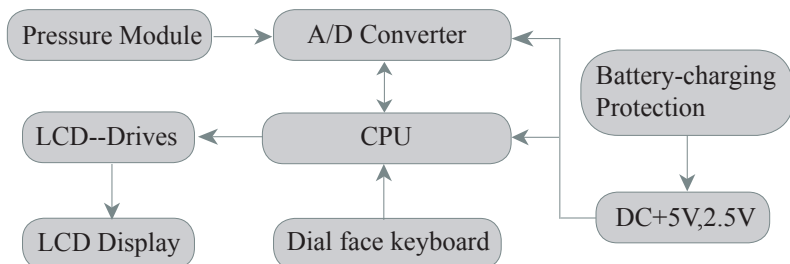 Pressure Module
A/D Converter
Battery-charging
Protection
LCD--Drives
CPU
DC+5V,2.5V
LCD Display
Dial face keyboard